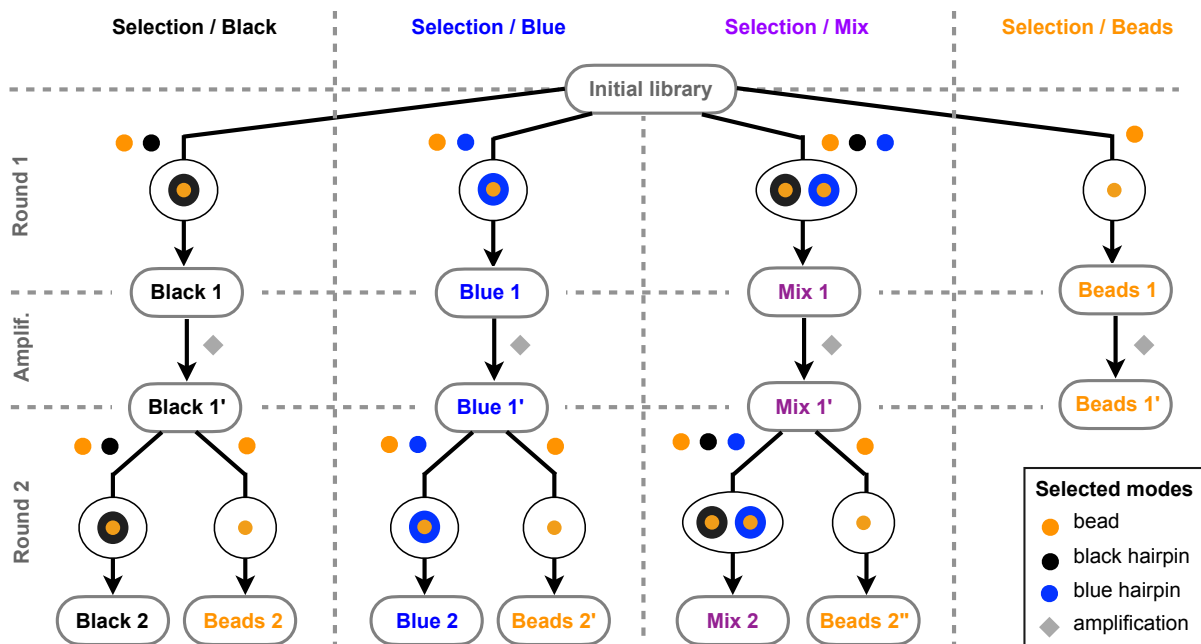 Selection / Black
Selection / Blue
Selection / Mix
Selection / Beads
Initial library
Round 1
Black 1
Blue 1
Mix 1
Beads 1
Amplif.
Black 1'
Blue 1'
Mix 1'
Beads 1'
Round 2
Black 2
Beads 2
Blue 2
Beads 2'
Mix 2
Beads 2"
Selected modes
bead
black hairpin
blue hairpin
amplification